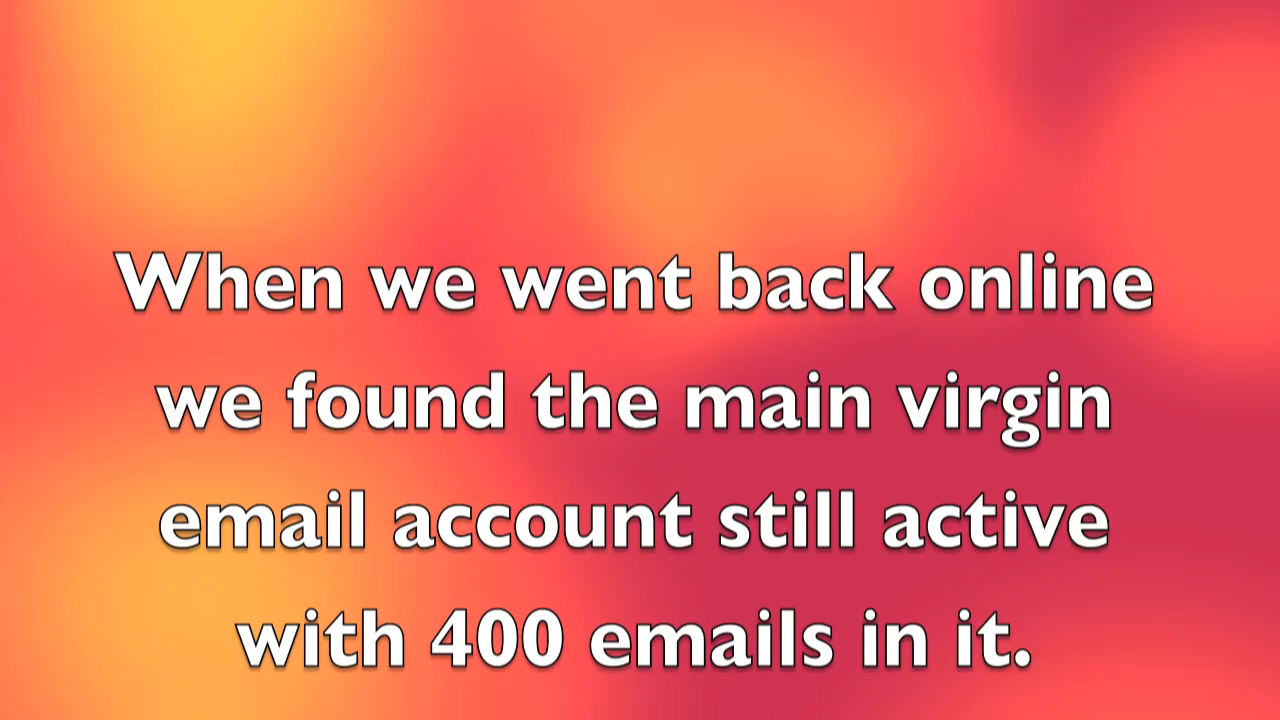 When we went back online
we found the main virgin
email account still active
with 400 emails in it.